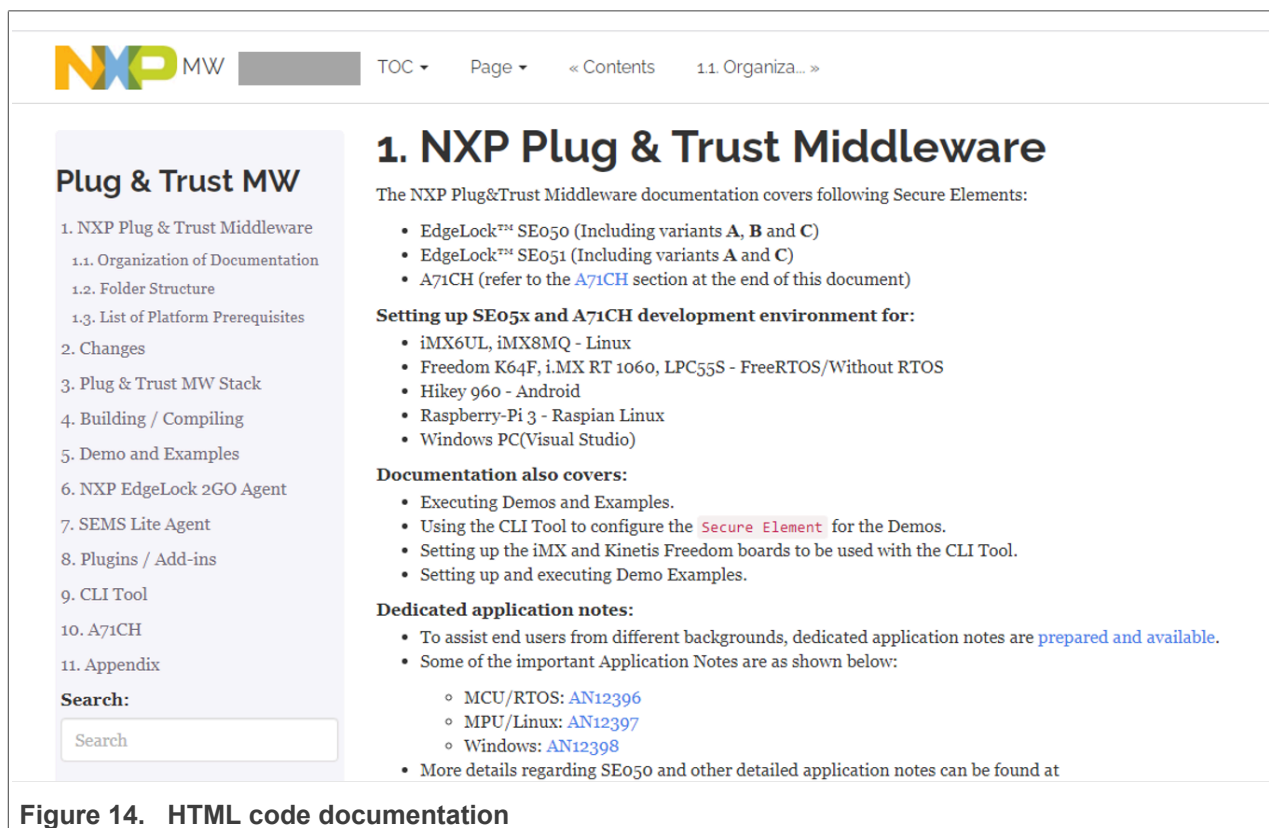 NXP MW TOC Page « Contents 1.1. Organiza... »
Plug & Trust MW
1. NXP Plug & Trust Middleware
1.1. Organization of Documentation
1.2. Folder Structure
1.3. List of Platform Prerequisites
2. Changes
3. Plug & Trust MW Stack
4. Building / Compiling
5. Demo and Examples
6. NXP EdgeLock 2GO Agent
7. SEMS Lite Agent
8. Plugins / Add-ins
9. CLI Tool
10. A71CH
11. Appendix
Search:
Search
1. NXP Plug & Trust Middleware
The NXP Plug&Trust Middleware documentation covers following Secure Elements:
• EdgeLock™ SE050 (Including variants A, B and C)
• EdgeLock™ SE051 (Including variants A and C)
• A71CH (refer to the A71CH section at the end of this document)
Setting up SE05x and A71CH development environment for:
• iMX6UL, iMX8MQ - Linux
• Freedom K64F, i.MX RT 1060, LPC55S - FreeRTOS/Without RTOS
• Hikey 960 - Android
• Raspberry-Pi 3 - Raspian Linux
• Windows PC(Visual Studio)
Documentation also covers:
• Executing Demos and Examples.
• Using the CLI Tool to configure the Secure Element for the Demos.
• Setting up the iMX and Kinetis Freedom boards to be used with the CLI Tool.
• Setting up and executing Demo Examples.
Dedicated application notes:
• To assist end users from different backgrounds, dedicated application notes are prepared and available.
• Some of the important Application Notes are as shown below:
◦ MCU/RTOS: AN12396
◦ MPU/Linux: AN12397
◦ Windows: AN12398
• More details regarding SE050 and other detailed application notes can be found at
Figure 14. HTML code documentation